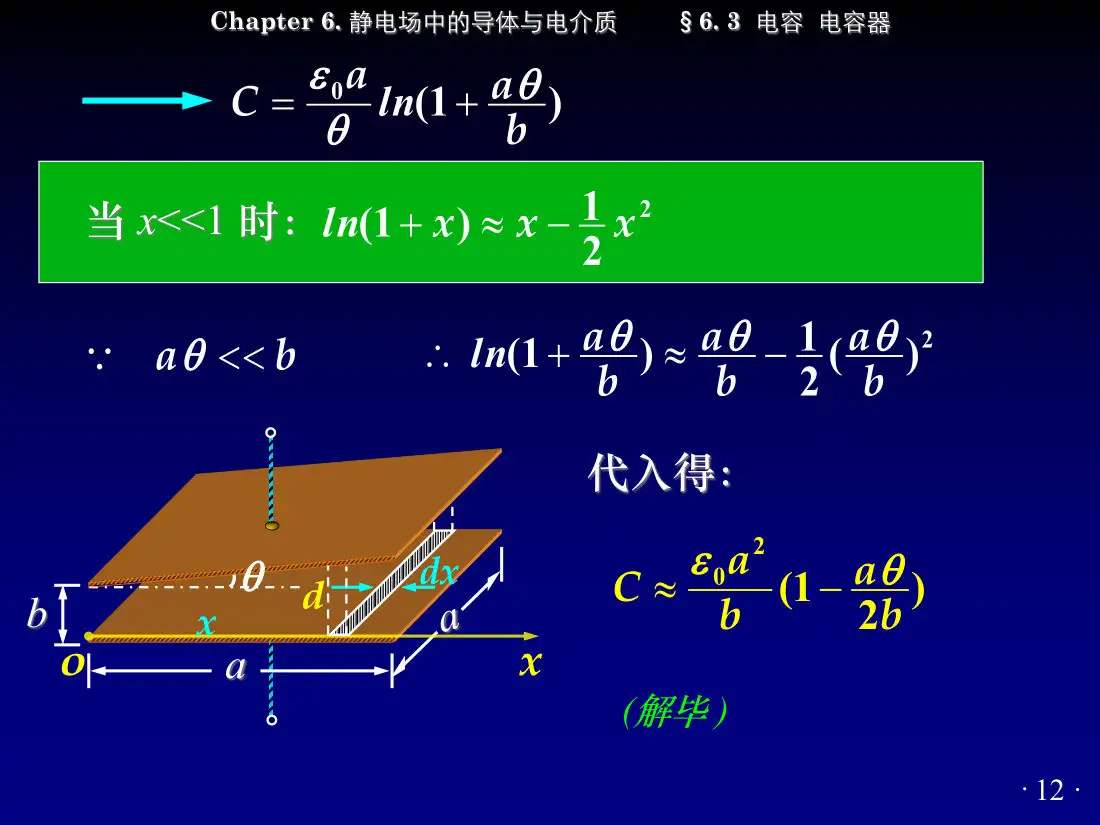 Chapter 6. 静电场中的导体与电介质 §6. 3 电容 电容器
C = ε₀a/θ ln(1 + aθ/b)
当 x<<1 时： ln(1 + x) ≈ x − 1/2 x²
∵ aθ << b ∴ ln(1 + aθ/b) ≈ aθ/b − 1/2 (aθ/b)²
代入得：
C ≈ ε₀a²/b (1 − aθ/2b)
θ
d
dx
b
x
a
o
a
x
(解毕)
· 12 ·